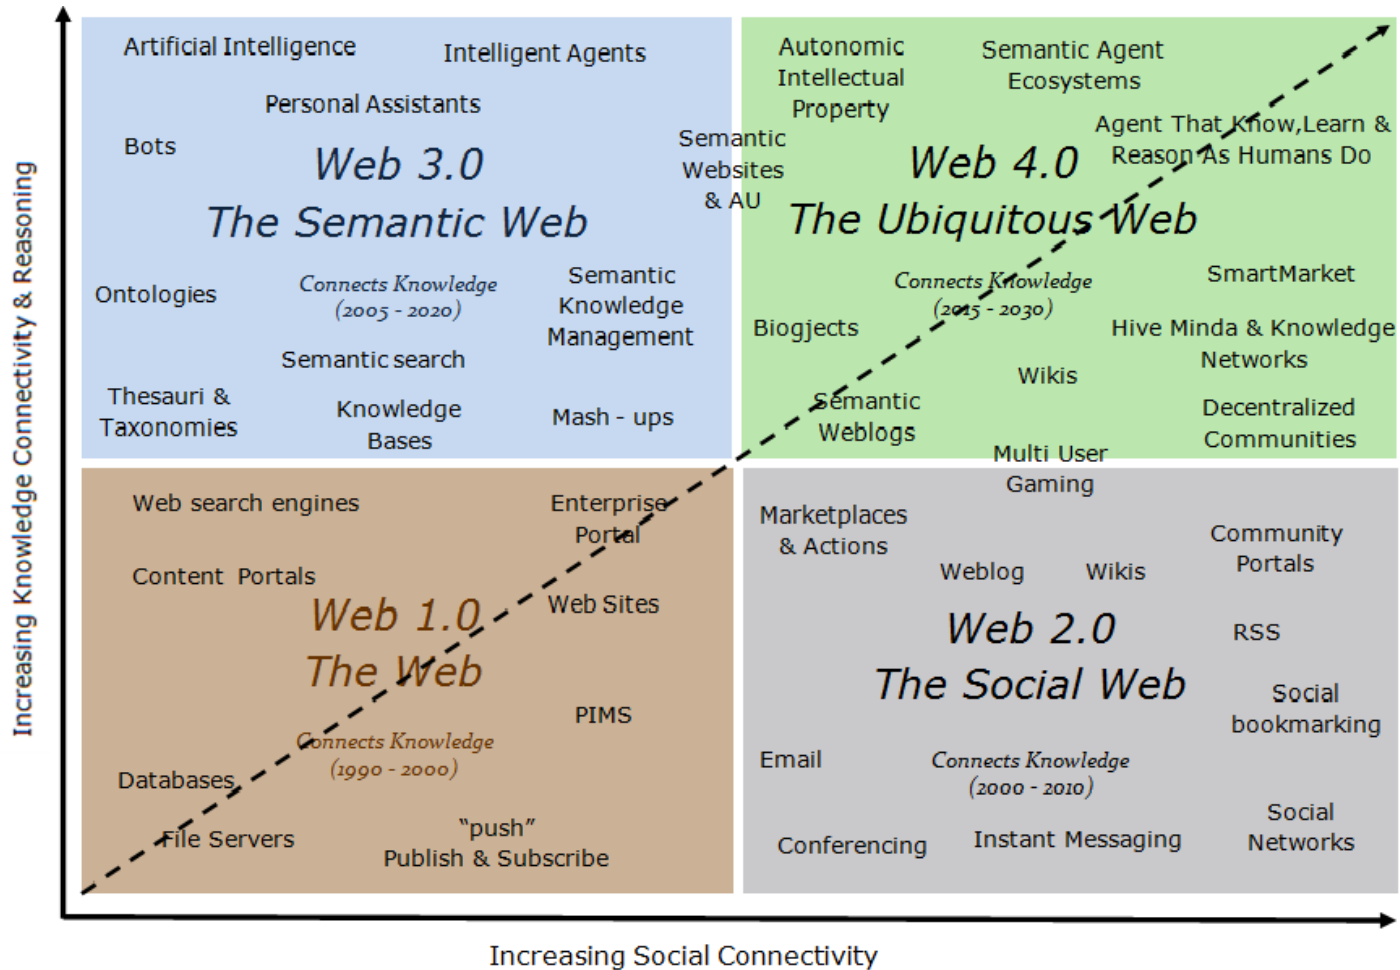 Increasing Knowledge Connectivity & Reasoning
Artificial Intelligence
Intelligent Agents
Personal Assistants
Bots
Web 3.0
The Semantic Web
Ontologies
Connects Knowledge
(2005 - 2020)
Semantic
Knowledge
Management
Semantic search
Thesauri &
Taxonomies
Knowledge
Bases
Mash - ups
Semantic
Websites
& AU
Autonomic
Intellectual
Property
Semantic Agent
Ecosystems
Agent That Know,Learn &
Reason As Humans Do
Web 4.0
The Ubiquitous Web
Connects Knowledge
(2015 - 2030)
SmartMarket
Biogjects
Hive Minda & Knowledge
Networks
Wikis
Semantic
Weblogs
Decentralized
Communities
Multi User
Gaming
Web search engines
Enterprise
Portal
Content Portals
Web 1.0
The Web
Web Sites
PIMS
Connects Knowledge
(1990 - 2000)
Databases
File Servers
“push”
Publish & Subscribe
Marketplaces
& Actions
Community
Portals
Weblog
Wikis
Web 2.0
The Social Web
RSS
Social
bookmarking
Email
Connects Knowledge
(2000 - 2010)
Social
Networks
Conferencing
Instant Messaging
Increasing Social Connectivity